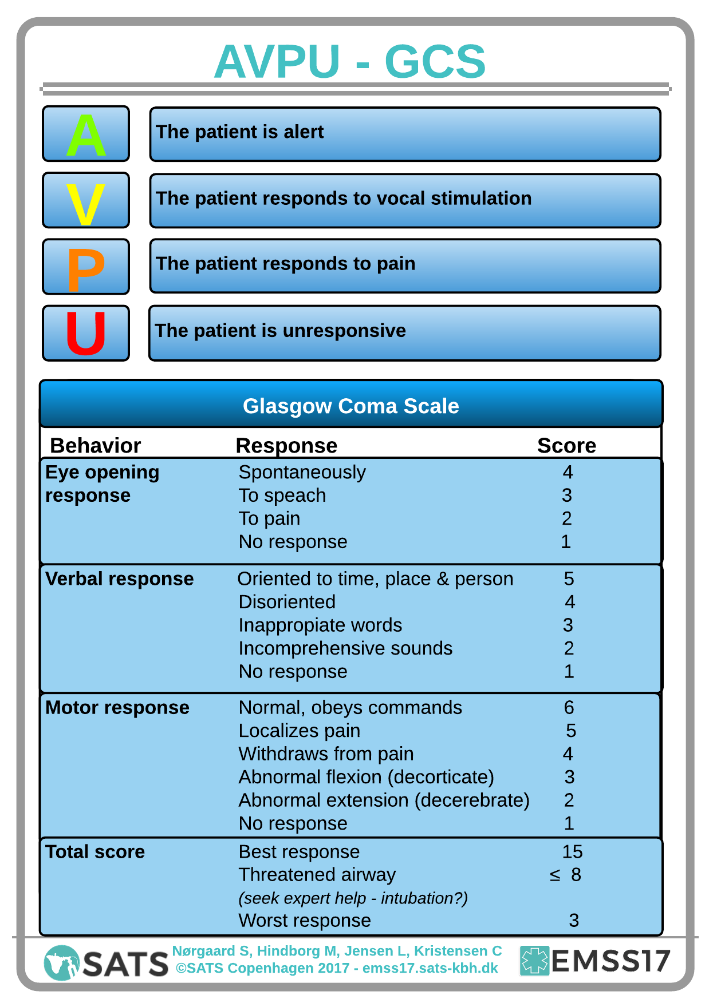 AVPU - GCS
A The patient is alert
V The patient responds to vocal stimulation
P The patient responds to pain
U The patient is unresponsive
Glasgow Coma Scale
Behavior Response Score
Eye opening Spontaneously 4
response To speach 3
To pain 2
No response 1
Verbal response Oriented to time, place & person 5
Disoriented 4
Inappropiate words 3
Incomprehensive sounds 2
No response 1
Motor response Normal, obeys commands 6
Localizes pain 5
Withdraws from pain 4
Abnormal flexion (decorticate) 3
Abnormal extension (decerebrate) 2
No response 1
Total score Best response 15
Threatened airway ≤ 8
(seek expert help - intubation?)
Worst response 3
SATS Nørgaard S, Hindborg M, Jensen L, Kristensen C EMSS17
©SATS Copenhagen 2017 - emss17.sats-kbh.dk